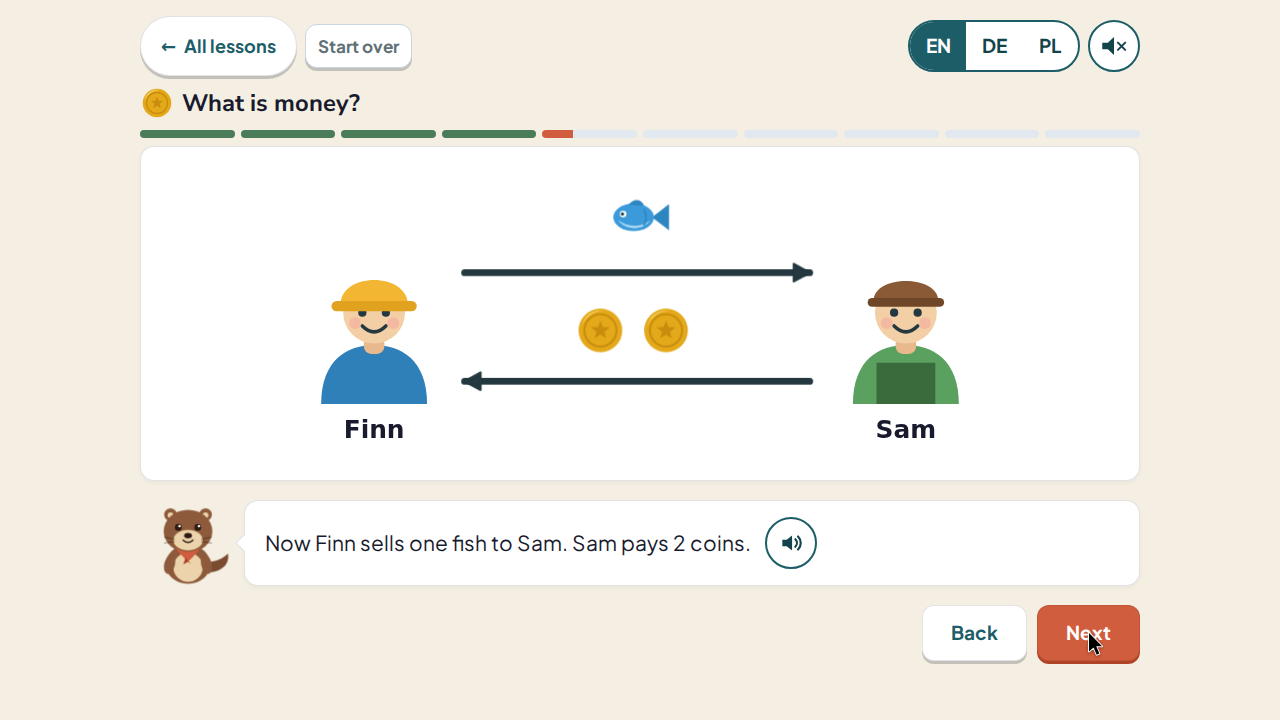 ← All lessons
Start over
EN
DE
PL
What is money?
Finn
Sam
Now Finn sells one fish to Sam. Sam pays 2 coins.
Back
Next